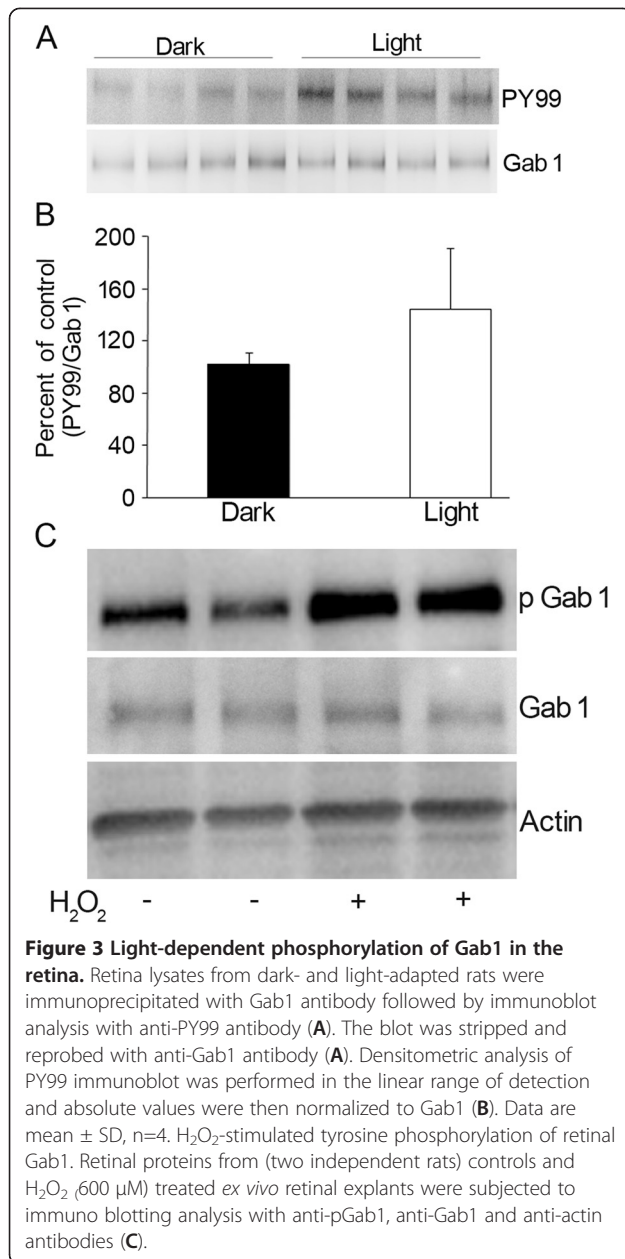 A
Dark Light
PY99
Gab 1
B
Percent of control
(PY99/Gab 1)
200
160
120
80
40
0
Dark Light
C
p Gab 1
Gab 1
Actin
H₂O₂ - - + +
Figure 3 Light-dependent phosphorylation of Gab1 in the
retina. Retina lysates from dark- and light-adapted rats were
immunoprecipitated with Gab1 antibody followed by immunoblot
analysis with anti-PY99 antibody (A). The blot was stripped and
reprobed with anti-Gab1 antibody (A). Densitometric analysis of
PY99 immunoblot was performed in the linear range of detection
and absolute values were then normalized to Gab1 (B). Data are
mean ± SD, n=4. H₂O₂-stimulated tyrosine phosphorylation of retinal
Gab1. Retinal proteins from (two independent rats) controls and
H₂O₂ (600 μM) treated ex vivo retinal explants were subjected to
immuno blotting analysis with anti-pGab1, anti-Gab1 and anti-actin
antibodies (C).